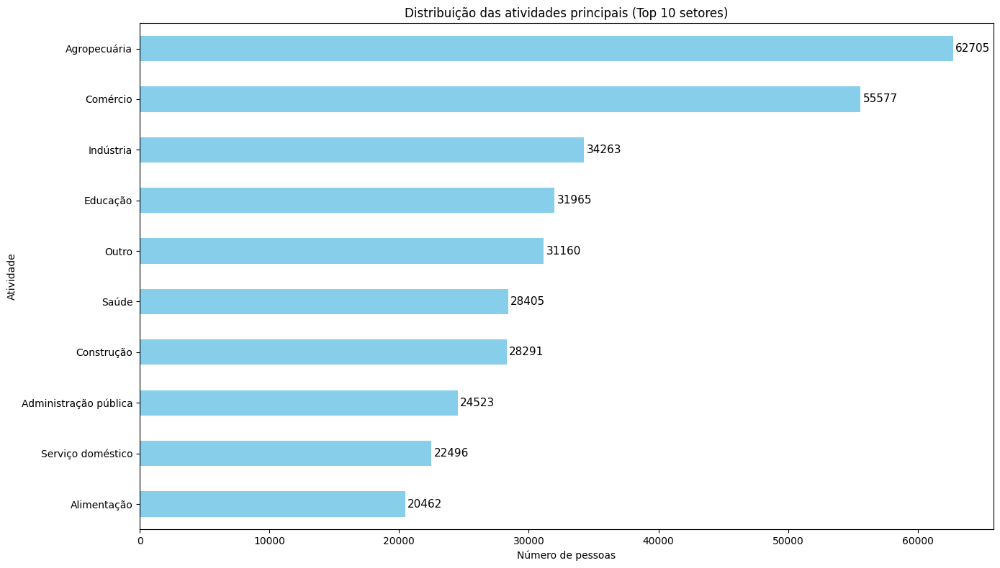 Distribuição das atividades principais (Top 10 setores)
Agropecuária 62705
Comércio 55577
Indústria 34263
Educação 31965
Outro 31160
Saúde 28405
Construção 28291
Administração pública 24523
Serviço doméstico 22496
Alimentação 20462
Atividade
0 10000 20000 30000 40000 50000 60000
Número de pessoas